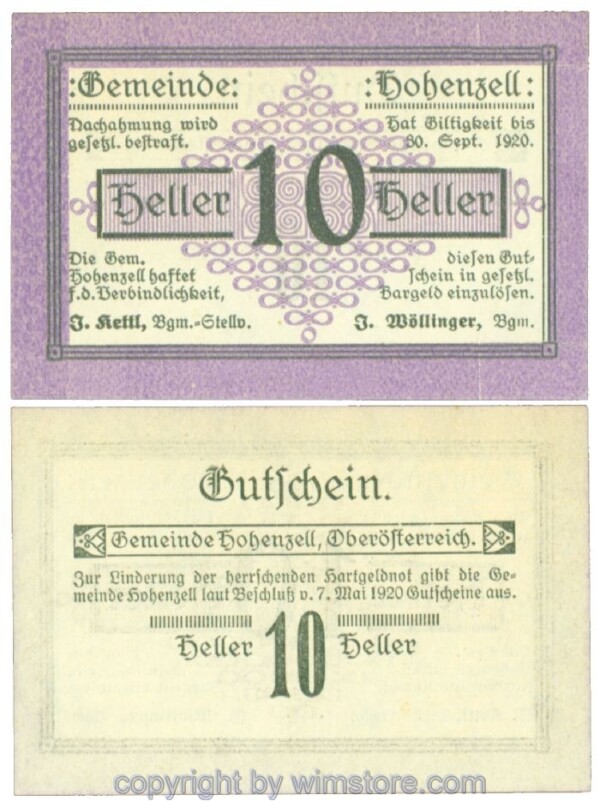 :Gemeinde: :Hohenzell:
Nachahmung wird Hat Giltigkeit bis
gesetzl. bestraft. 30. Sept. 1920.
Heller 10 Heller
Die Gem. diesen Gut-
Hohenzell haftet schein in gesetzl.
f.d. Verbindlichkeit, Bargeld einzulösen.
J. Kettl, Bgm.-Stellv. J. Wöllinger, Bgm.
Gutschein.
Gemeinde Hohenzell, Oberösterreich.
Zur Linderung der herrschenden Hartgeldnot gibt die Ge-
meinde Hohenzell laut Beschluß v. 7. Mai 1920 Gutscheine aus.
Heller 10 Heller
copyright by wimstore.com